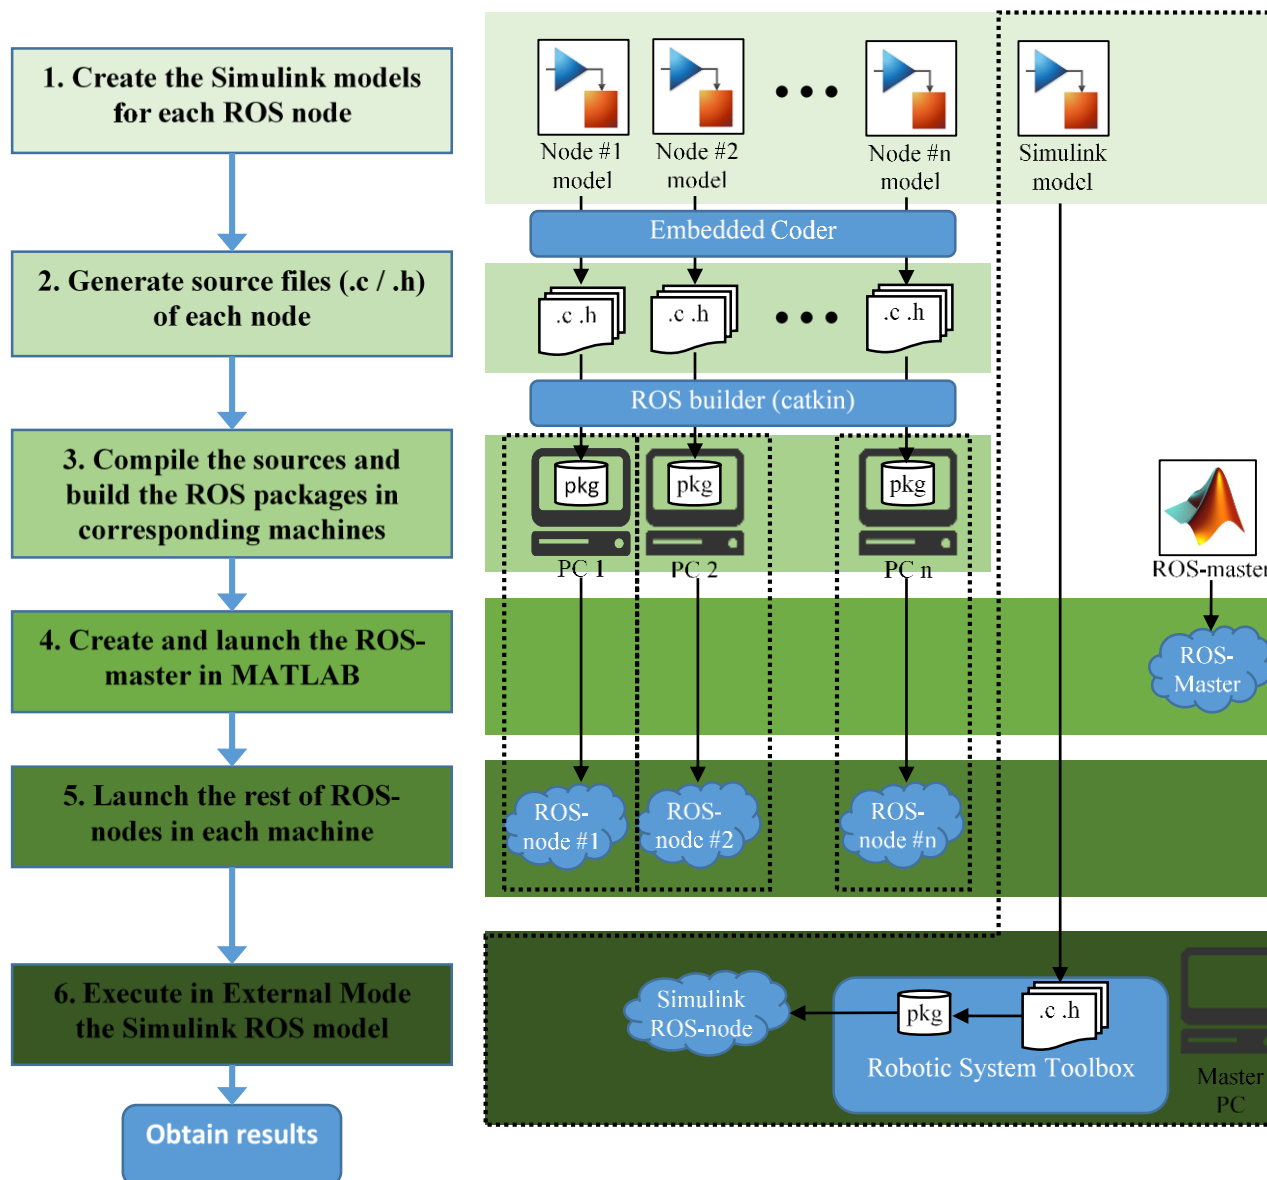 1. Create the Simulink models
for each ROS node
2. Generate source files (.c / .h)
of each node
3. Compile the sources and
build the ROS packages in
corresponding machines
4. Create and launch the ROS-
master in MATLAB
5. Launch the rest of ROS-
nodes in each machine
6. Execute in External Mode
the Simulink ROS model
Obtain results
Node #1
model
Node #2
model
Node #n
model
Simulink
model
Embedded Coder
.c .h
.c .h
.c .h
ROS builder (catkin)
pkg
pkg
pkg
PC 1
PC 2
PC n
ROS-master
ROS-
Master
ROS-
node #1
ROS-
node #2
ROS-
node #n
Simulink
ROS-node
pkg
.c .h
Robotic System Toolbox
Master
PC